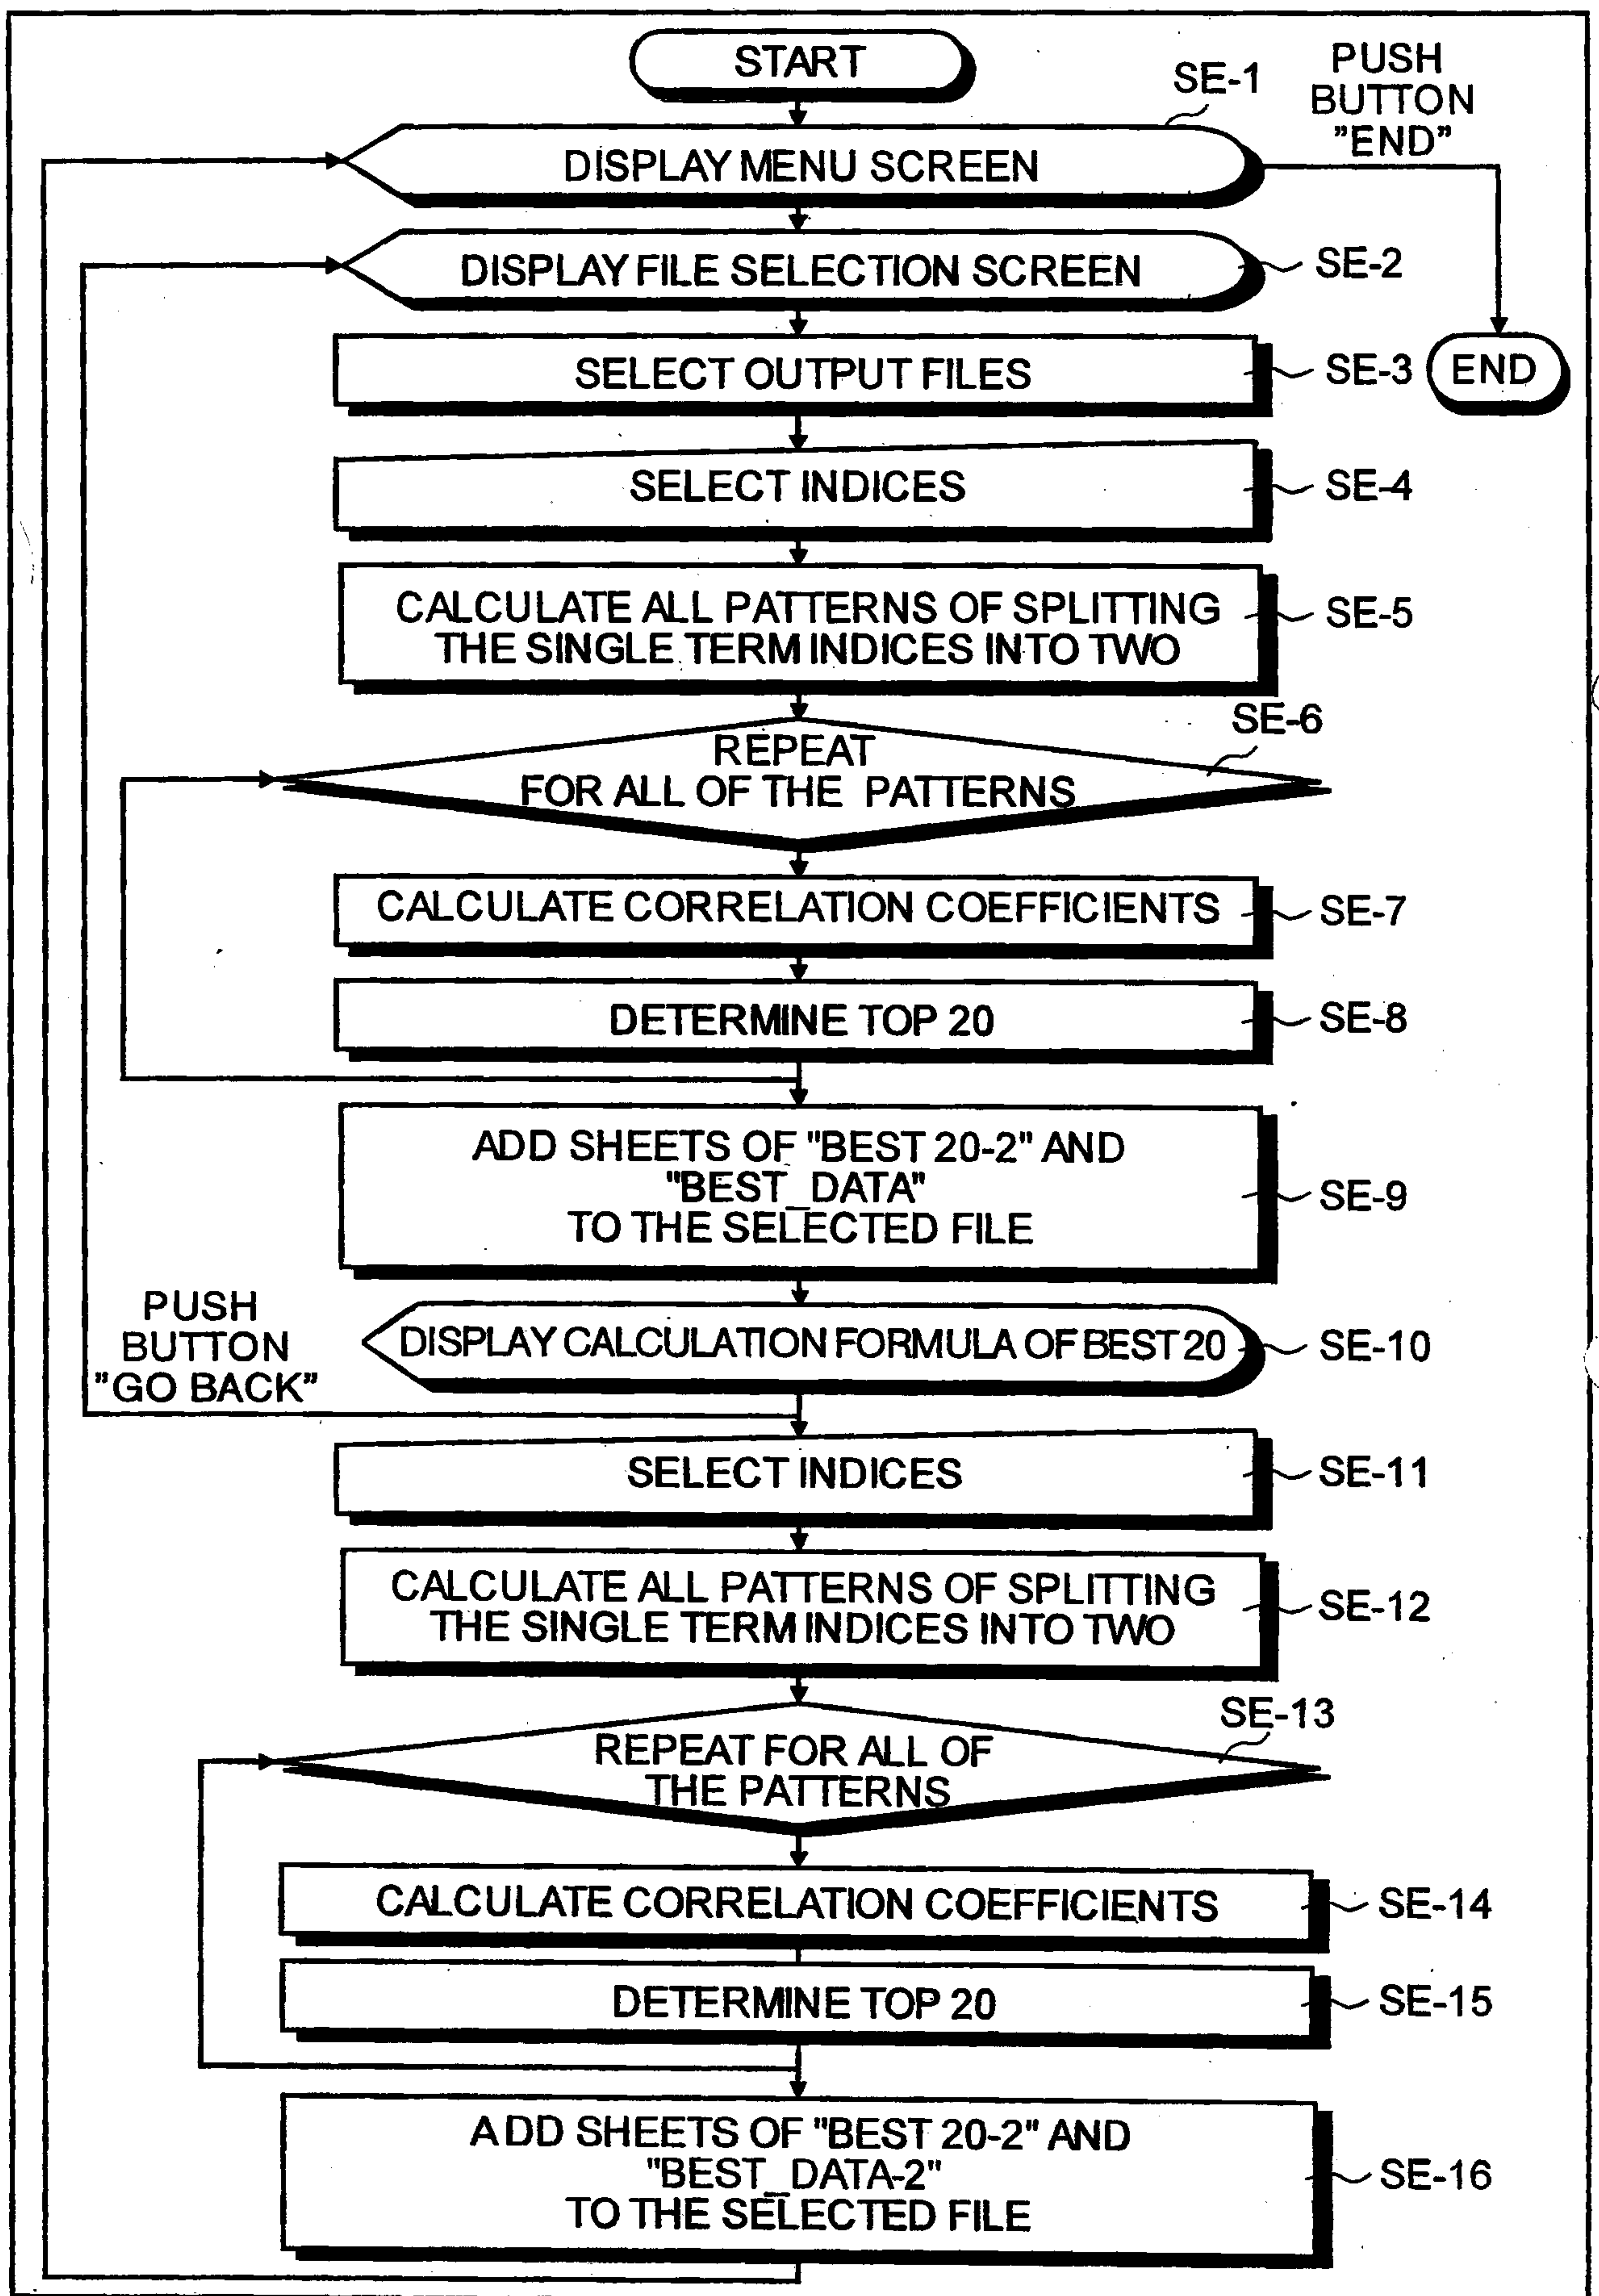 START
SE-1
PUSH
BUTTON
"END"
DISPLAY MENU SCREEN
DISPLAY FILE SELECTION SCREEN
SE-2
SELECT OUTPUT FILES
SE-3
END
SELECT INDICES
SE-4
CALCULATE ALL PATTERNS OF SPLITTING
THE SINGLE TERM INDICES INTO TWO
SE-5
SE-6
REPEAT
FOR ALL OF THE PATTERNS
CALCULATE CORRELATION COEFFICIENTS
SE-7
DETERMINE TOP 20
SE-8
ADD SHEETS OF "BEST 20-2" AND
"BEST_DATA"
TO THE SELECTED FILE
SE-9
PUSH
BUTTON
"GO BACK"
DISPLAY CALCULATION FORMULA OF BEST 20
SE-10
SELECT INDICES
SE-11
CALCULATE ALL PATTERNS OF SPLITTING
THE SINGLE TERM INDICES INTO TWO
SE-12
SE-13
REPEAT FOR ALL OF
THE PATTERNS
CALCULATE CORRELATION COEFFICIENTS
SE-14
DETERMINE TOP 20
SE-15
ADD SHEETS OF "BEST 20-2" AND
"BEST_DATA-2"
TO THE SELECTED FILE
SE-16